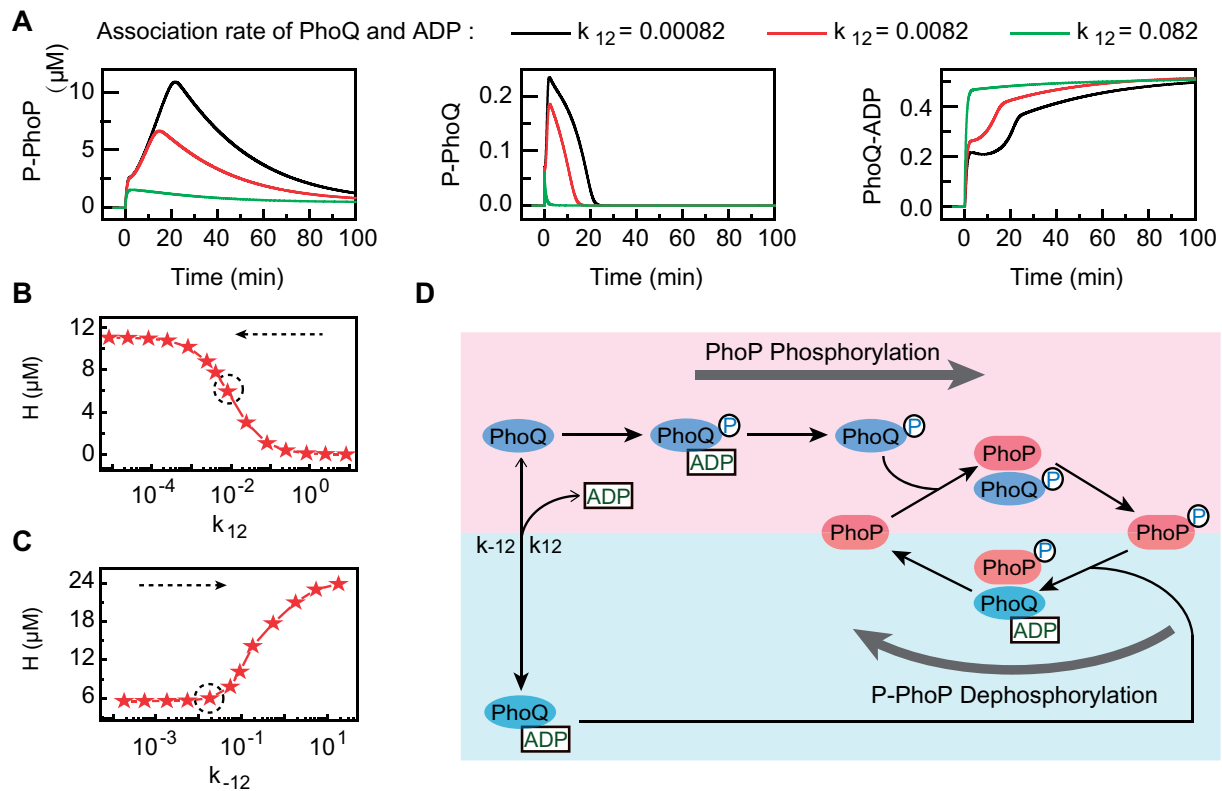 A
Association rate of PhoQ and ADP : k 12 = 0.00082 k 12 = 0.0082 k 12 = 0.082
P-PhoP (μM)
10
5
0
0 20 40 60 80 100
Time (min)
P-PhoQ
0.2
0.1
0.0
0 20 40 60 80 100
Time (min)
PhoQ-ADP
0.4
0.2
0.0
0 20 40 60 80 100
Time (min)
B
H (μM)
12
8
4
0
10-4 10-2 100
k12
C
H (μM)
24
18
12
6
10-3 10-1 101
k-12
D
PhoP Phosphorylation
PhoQ
PhoQ P
ADP
PhoQ P
PhoP
PhoQ P
ADP
PhoP
PhoP P
k-12 k12
PhoP P
PhoQ
ADP
P-PhoP Dephosphorylation
PhoQ
ADP